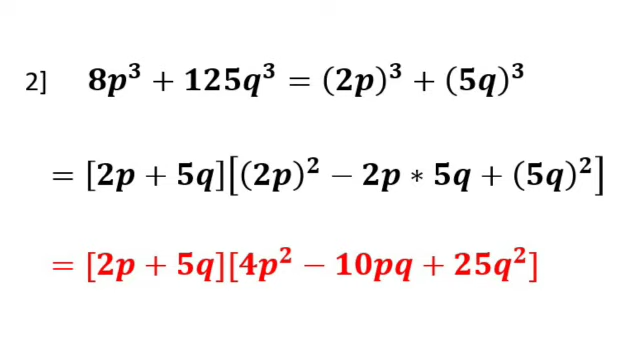 2] 8p³ + 125q³ = (2p)³ + (5q)³
= [2p + 5q][(2p)² − 2p ∗ 5q + (5q)²]
= [2p + 5q][4p² − 10pq + 25q²]